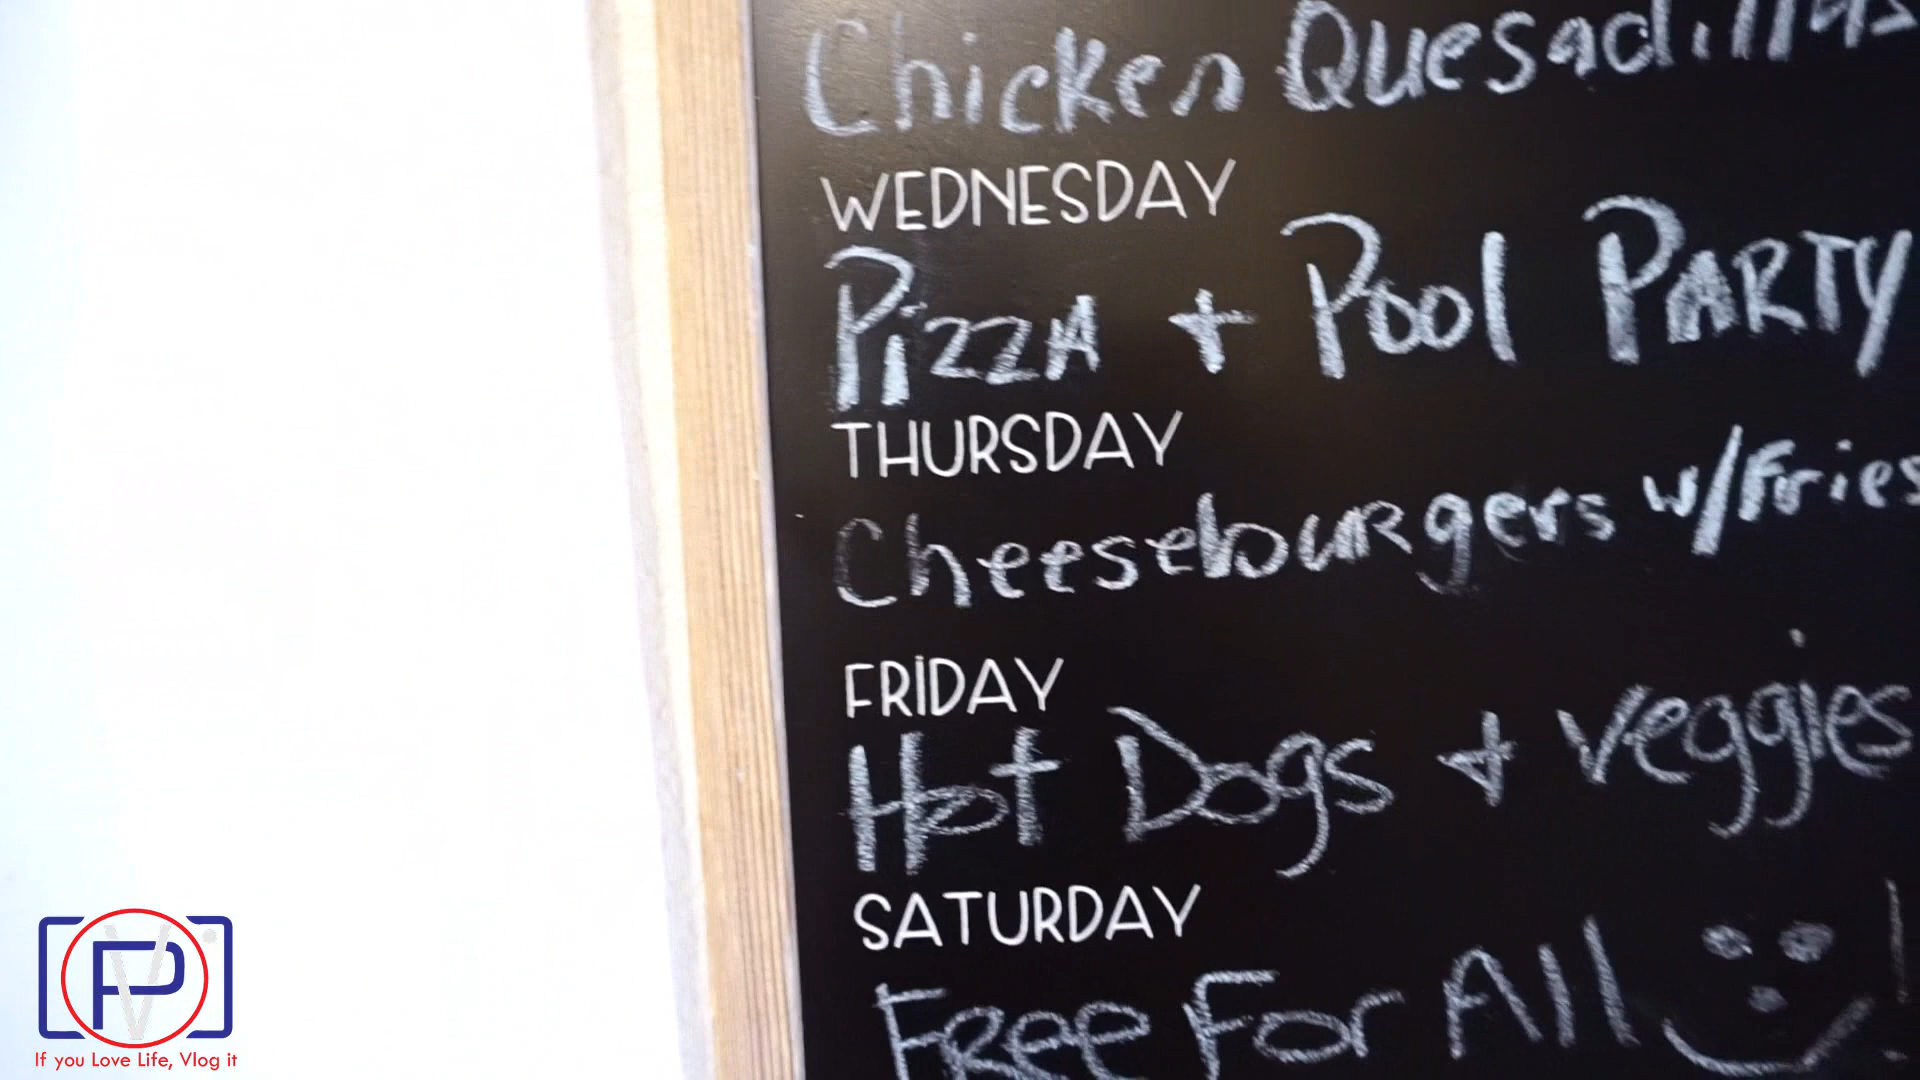 Chicken Quesadillas
WEDNESDAY
PizzA + Pool PARTY
THURSDAY
Cheeseburgers w/Fries
FRIDAY
Hot Dogs + Veggies
SATURDAY
Free For All !
PV
If you Love Life, Vlog it